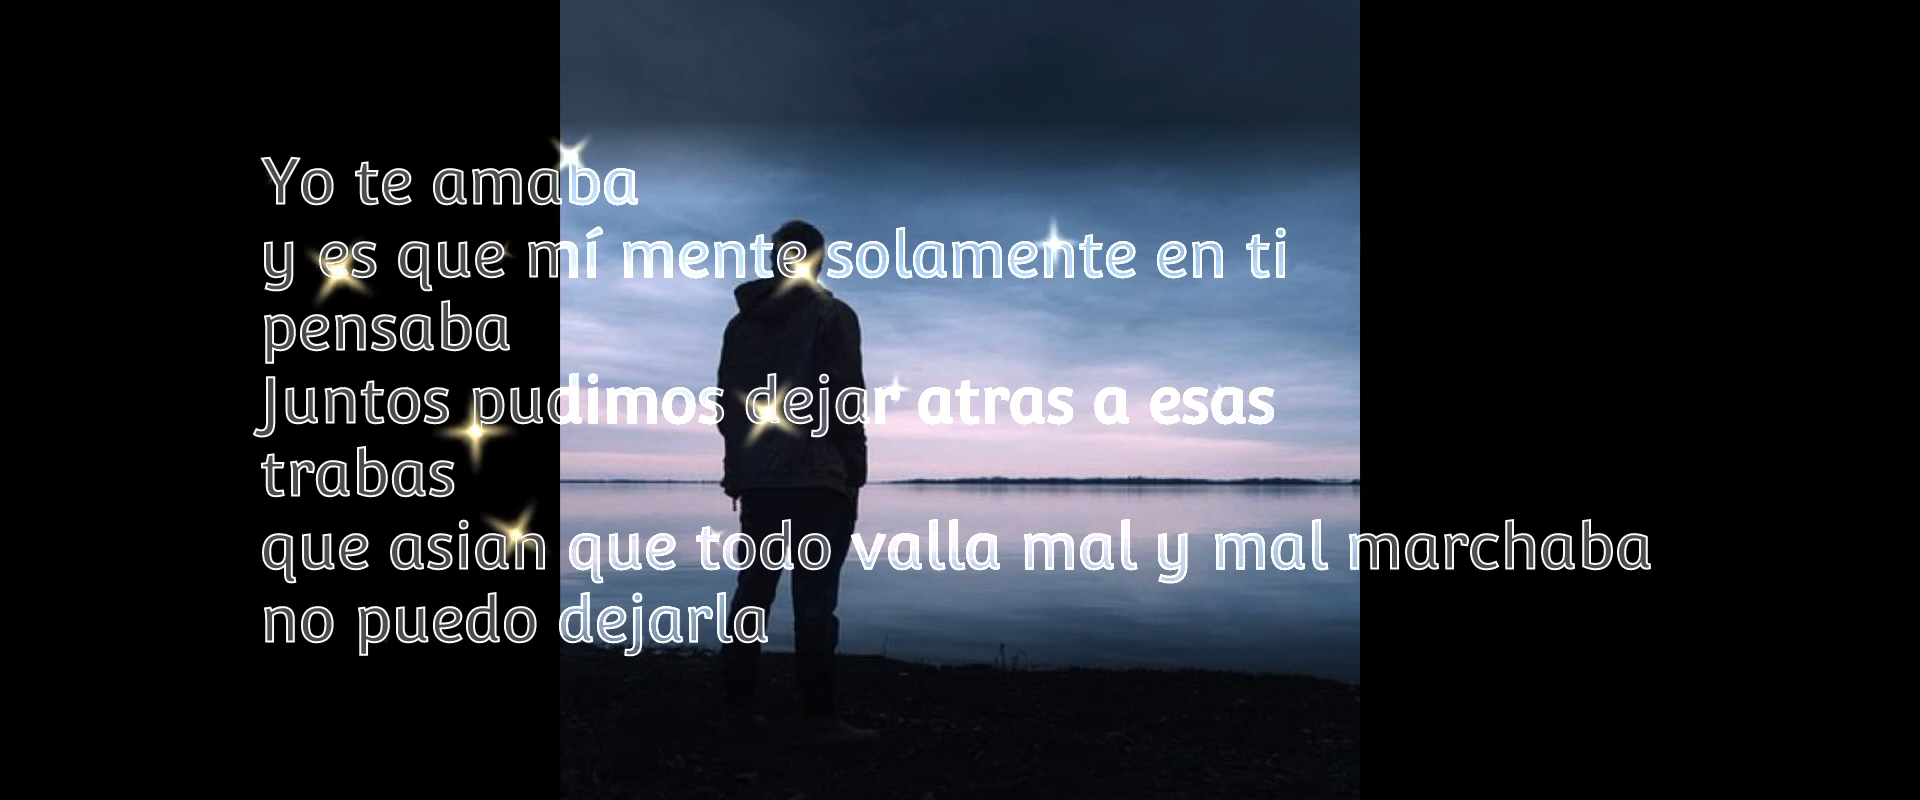 Yo te amaba
y es que mí mente solamente en ti
pensaba
Juntos pudimos dejar atras a esas
trabas
que asian que todo valla mal y mal marchaba
no puedo dejarla